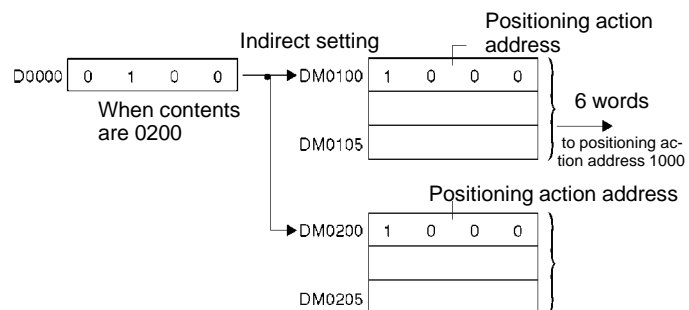 Positioning action
address
Indirect setting
D0000 0 1 0 0
DM0100 1 0 0 0
When contents
are 0200
6 words
DM0105
to positioning ac-
tion address 1000
Positioning action address
DM0200 1 0 0 0
DM0205